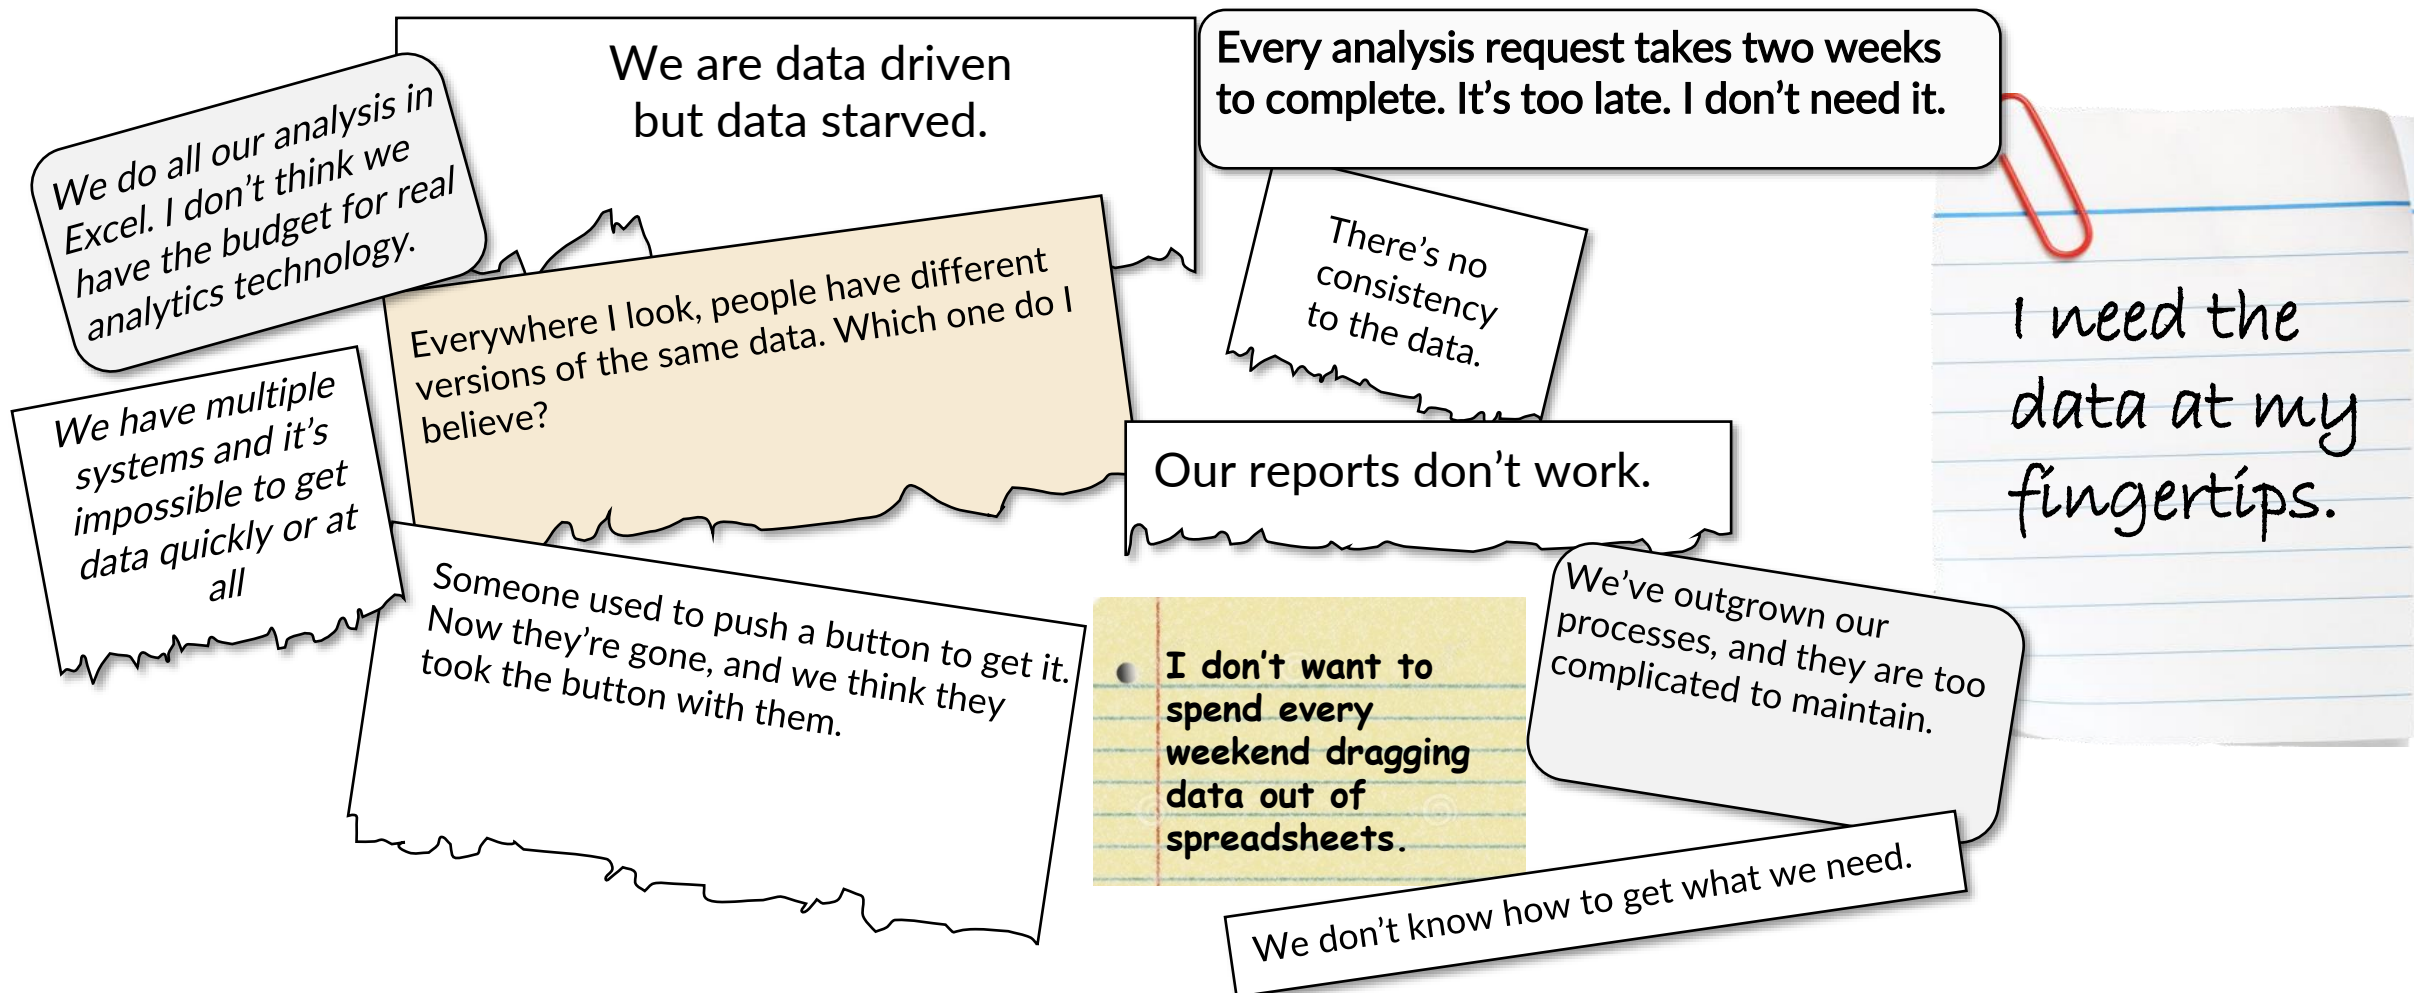 We are data driven
but data starved.
Every analysis request takes two weeks
to complete. It's too late. I don't need it.
We do all our analysis in
Excel. I don't think we
have the budget for real
analytics technology.
There's no
consistency
to the data.
I need the
data at my
fingertips.
Everywhere I look, people have different
versions of the same data. Which one do I
believe?
We have multiple
systems and it's
impossible to get
data quickly or at
all
Our reports don't work.
Someone used to push a button to get it.
Now they're gone, and we think they
took the button with them.
I don't want to
spend every
weekend dragging
data out of
spreadsheets.
We've outgrown our
processes, and they are too
complicated to maintain.
We don't know how to get what we need.